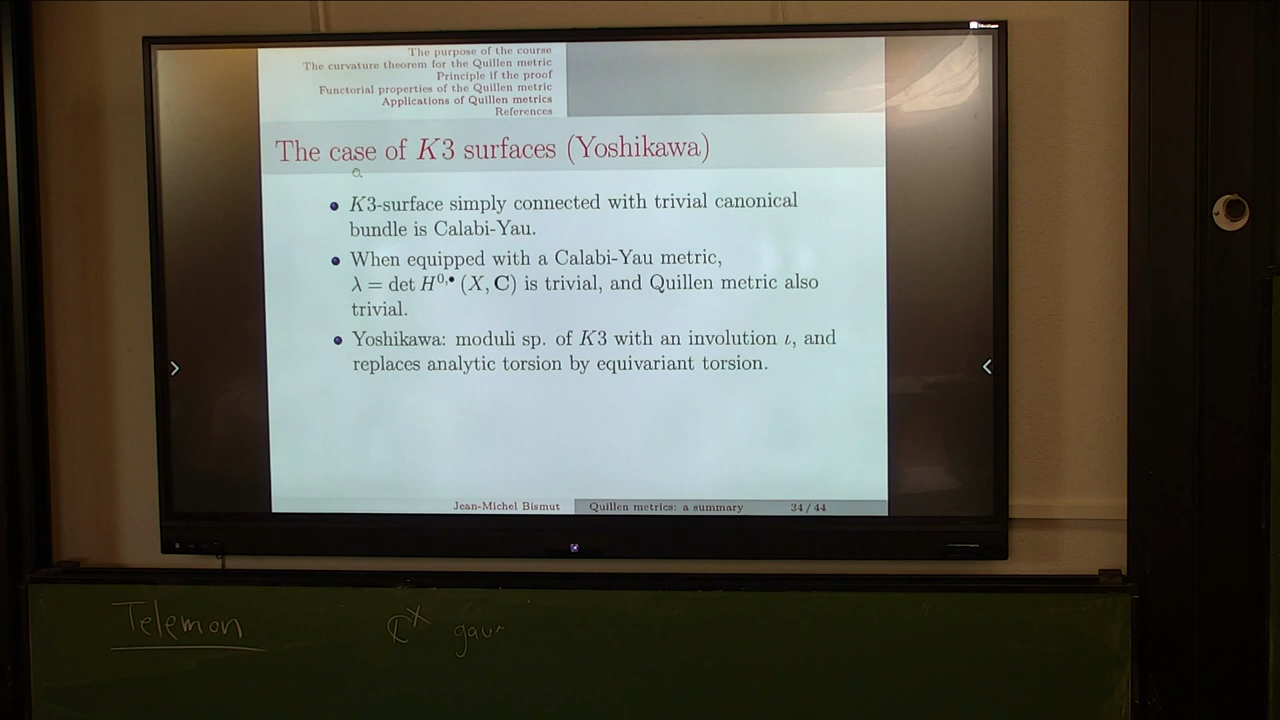 The purpose of the course
The curvature theorem for the Quillen metric
Principle if the proof
Functorial properties of the Quillen metric
Applications of Quillen metrics
References
The case of K3 surfaces (Yoshikawa)
K3-surface simply connected with trivial canonical
bundle is Calabi-Yau.
When equipped with a Calabi-Yau metric,
λ = det H⁰,• (X, C) is trivial, and Quillen metric also
trivial.
Yoshikawa: moduli sp. of K3 with an involution ι, and
replaces analytic torsion by equivariant torsion.
Jean-Michel Bismut Quillen metrics: a summary 34 / 44
Telemon ℂˣ